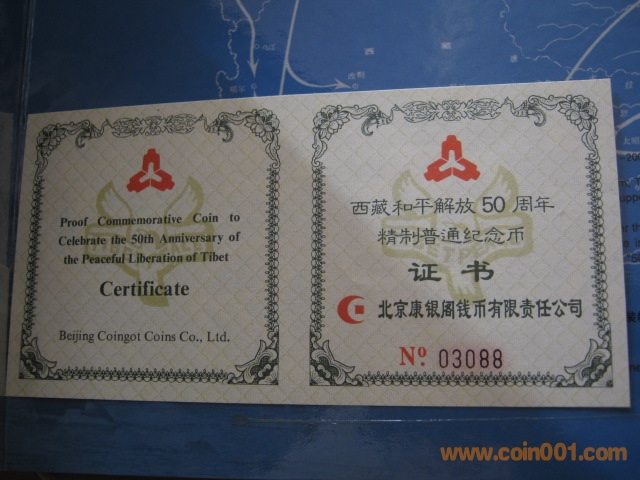 Proof Commemorative Coin to
Celebrate the 50th Anniversary of
the Peaceful Liberation of Tibet
Certificate
Beijing Coingot Coins Co., Ltd.
西藏和平解放50周年
精制普通纪念币
证书
北京康银阁钱币有限责任公司
Nº 03088
西 藏
www.coin001.com